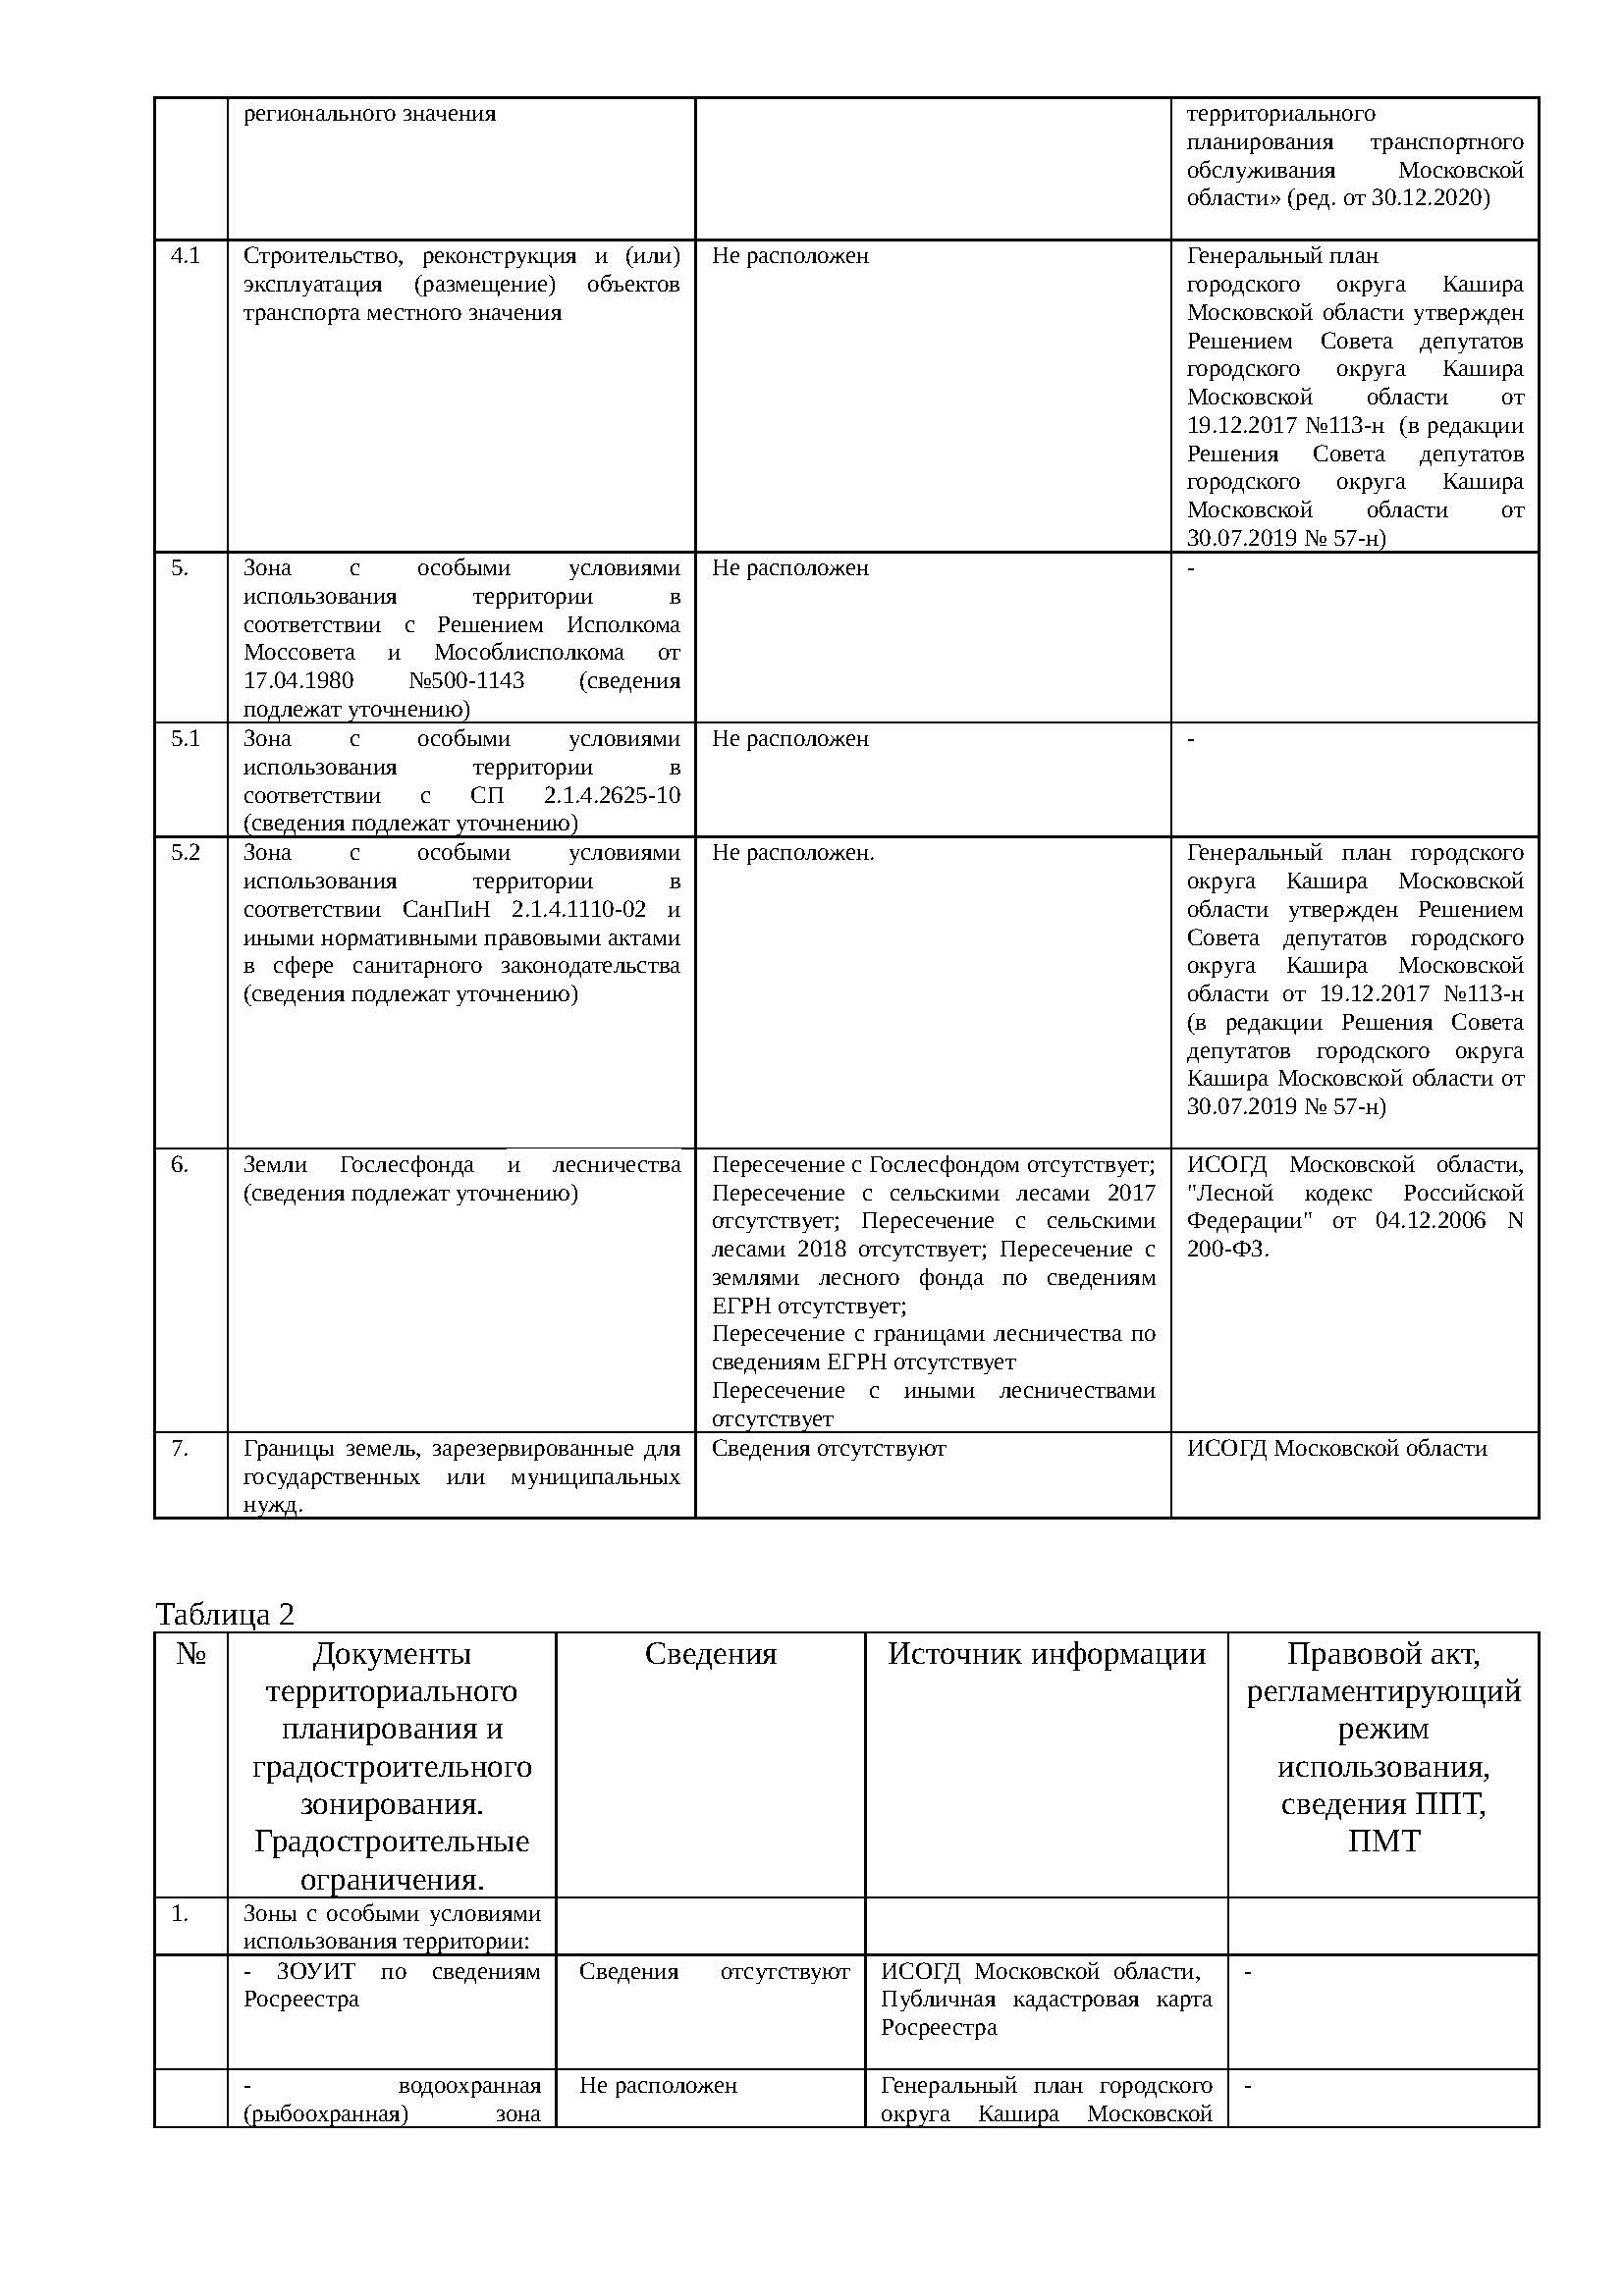 регионального значения
территориального
планирования транспортного
обслуживания Московской
области» (ред. от 30.12.2020)
4.1
Строительство, реконструкция и (или)
эксплуатация (размещение) объектов
транспорта местного значения
Не расположен
Генеральный план
городского округа Кашира
Московской области утвержден
Решением Совета депутатов
городского округа Кашира
Московской области от
19.12.2017 №113-н (в редакции
Решения Совета депутатов
городского округа Кашира
Московской области от
30.07.2019 № 57-н)
5.
Зона с особыми условиями
использования территории в
соответствии с Решением Исполкома
Моссовета и Мособлисполкома от
17.04.1980 №500-1143 (сведения
подлежат уточнению)
Не расположен
-
5.1
Зона с особыми условиями
использования территории в
соответствии с СП 2.1.4.2625-10
(сведения подлежат уточнению)
Не расположен
-
5.2
Зона с особыми условиями
использования территории в
соответствии СанПиН 2.1.4.1110-02 и
иными нормативными правовыми актами
в сфере санитарного законодательства
(сведения подлежат уточнению)
Не расположен.
Генеральный план городского
округа Кашира Московской
области утвержден Решением
Совета депутатов городского
округа Кашира Московской
области от 19.12.2017 №113-н
(в редакции Решения Совета
депутатов городского округа
Кашира Московской области от
30.07.2019 № 57-н)
6.
Земли Гослесфонда и лесничества
(сведения подлежат уточнению)
Пересечение с Гослесфондом отсутствует;
Пересечение с сельскими лесами 2017
отсутствует; Пересечение с сельскими
лесами 2018 отсутствует; Пересечение с
землями лесного фонда по сведениям
ЕГРН отсутствует;
Пересечение с границами лесничества по
сведениям ЕГРН отсутствует
Пересечение с иными лесничествами
отсутствует
ИСОГД Московской области,
"Лесной кодекс Российской
Федерации" от 04.12.2006 N
200-ФЗ.
7.
Границы земель, зарезервированные для
государственных или муниципальных
нужд.
Сведения отсутствуют
ИСОГД Московской области
Таблица 2
№
Документы
территориального
планирования и
градостроительного
зонирования.
Градостроительные
ограничения.
Сведения
Источник информации
Правовой акт,
регламентирующий
режим
использования,
сведения ППТ,
ПМТ
1.
Зоны с особыми условиями
использования территории:
- ЗОУИТ по сведениям
Росреестра
Сведения отсутствуют
ИСОГД Московской области,
Публичная кадастровая карта
Росреестра
-
- водоохранная
(рыбоохранная) зона
Не расположен
Генеральный план городского
округа Кашира Московской
-